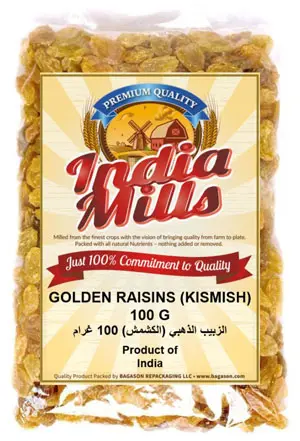 PREMIUM QUALITY
India
Mills
Milled from the finest crops with the vision of bringing quality from farm to plate.
Packed with all natural Nutrients – nothing added or removed.
Just 100% Commitment to Quality
GOLDEN RAISINS (KISMISH)
100 G
الزبيب الذهبي (الكشمش) 100 غرام
Product of
India
Quality Product Packed by BAGASON REPACKAGING LLC • www.bagason.com